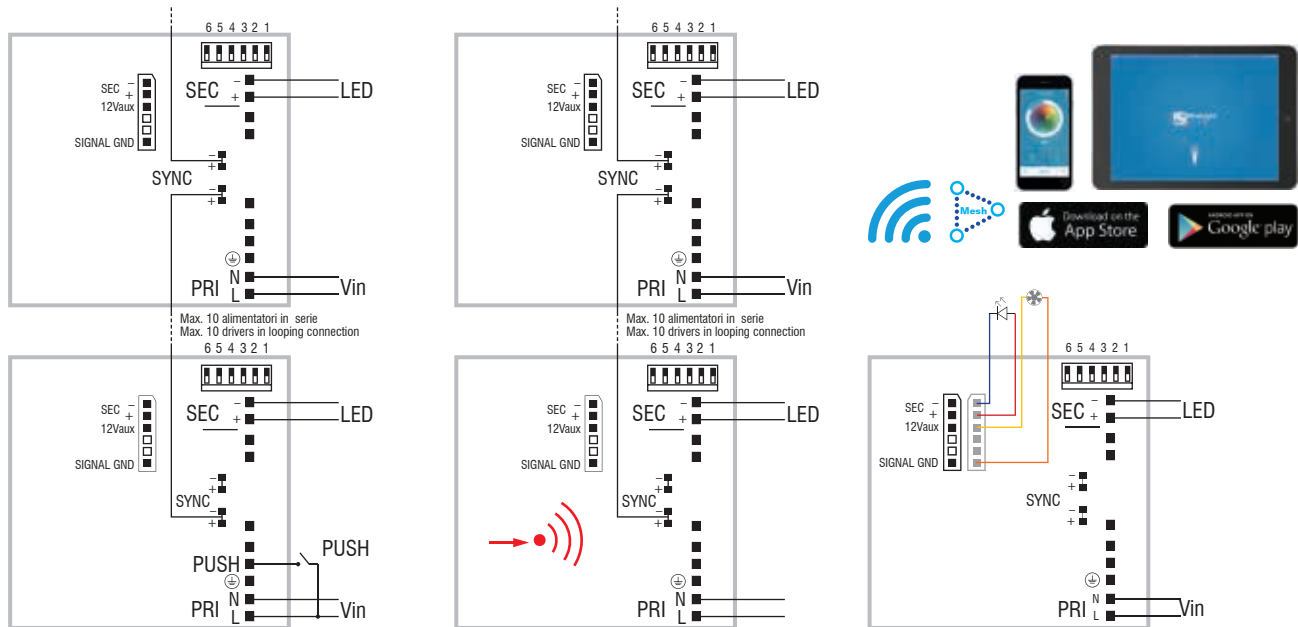 6 5 4 3 2 1
SEC −
+
12Vaux
SIGNAL GND
SEC −
+
LED
−
+
SYNC
−
+
N
PRI L
Vin
Max. 10 alimentatori in serie
Max. 10 drivers in looping connection
6 5 4 3 2 1
SEC −
+
12Vaux
SIGNAL GND
SEC −
+
LED
−
+
SYNC
−
+
PUSH
PUSH
N
PRI L
Vin
6 5 4 3 2 1
SEC −
+
12Vaux
SIGNAL GND
SEC −
+
LED
−
+
SYNC
−
+
N
PRI L
Vin
Max. 10 alimentatori in serie
Max. 10 drivers in looping connection
6 5 4 3 2 1
SEC −
+
12Vaux
SIGNAL GND
SEC −
+
LED
−
+
SYNC
−
+
N
PRI L
Mesh
Download on the
App Store
ANDROID APP ON
Google play
6 5 4 3 2 1
SEC −
+
12Vaux
SIGNAL GND
SEC −
+
LED
−
+
SYNC
−
+
N
PRI L
Vin